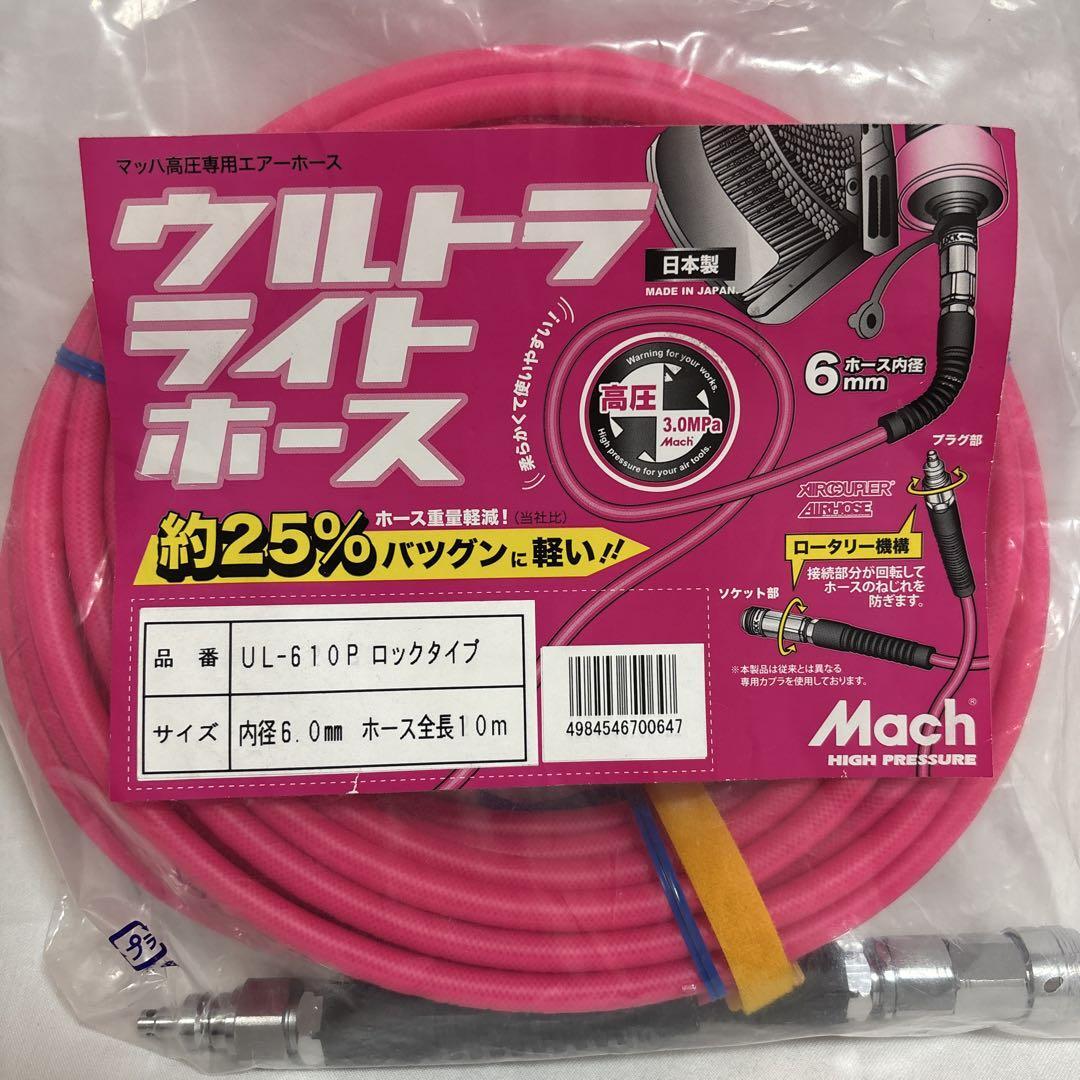 マッハ高圧専用エアーホース
ウルトラ
ライト
ホース
日本製
MADE IN JAPAN.
柔らかくて使いやすい!
Warning for your works.
高圧
3.0MPa
Mach
High pressure for your air tools.
6mm
ホース内径
プラグ部
AIRCOUPLER
AIRHOSE
ロータリー機構
接続部分が回転して
ホースのねじれを
防ぎます。
ソケット部
※本製品は従来とは異なる
専用カプラを使用しております。
ホース重量軽減!(当社比)
約25%バツグンに軽い!!
品番 UL-610P ロックタイプ
サイズ 内径6.0mm ホース全長10m
4984546700647
Mach®
HIGH PRESSURE